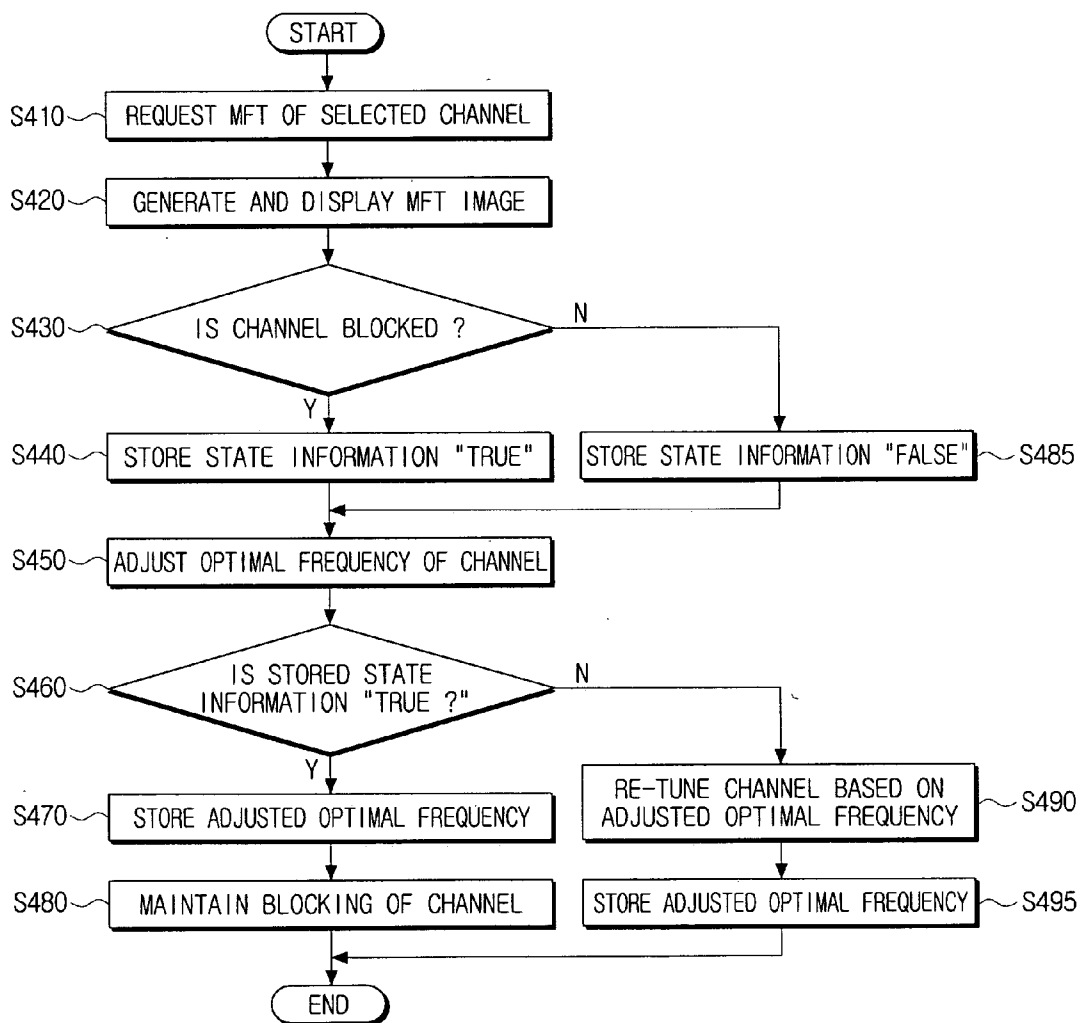 START
S410
REQUEST MFT OF SELECTED CHANNEL
S420
GENERATE AND DISPLAY MFT IMAGE
S430
IS CHANNEL BLOCKED ?
N
Y
S440
STORE STATE INFORMATION "TRUE"
STORE STATE INFORMATION "FALSE"
S485
S450
ADJUST OPTIMAL FREQUENCY OF CHANNEL
S460
IS STORED STATE
INFORMATION "TRUE ?"
N
Y
S470
STORE ADJUSTED OPTIMAL FREQUENCY
RE-TUNE CHANNEL BASED ON
ADJUSTED OPTIMAL FREQUENCY
S490
S480
MAINTAIN BLOCKING OF CHANNEL
STORE ADJUSTED OPTIMAL FREQUENCY
S495
END